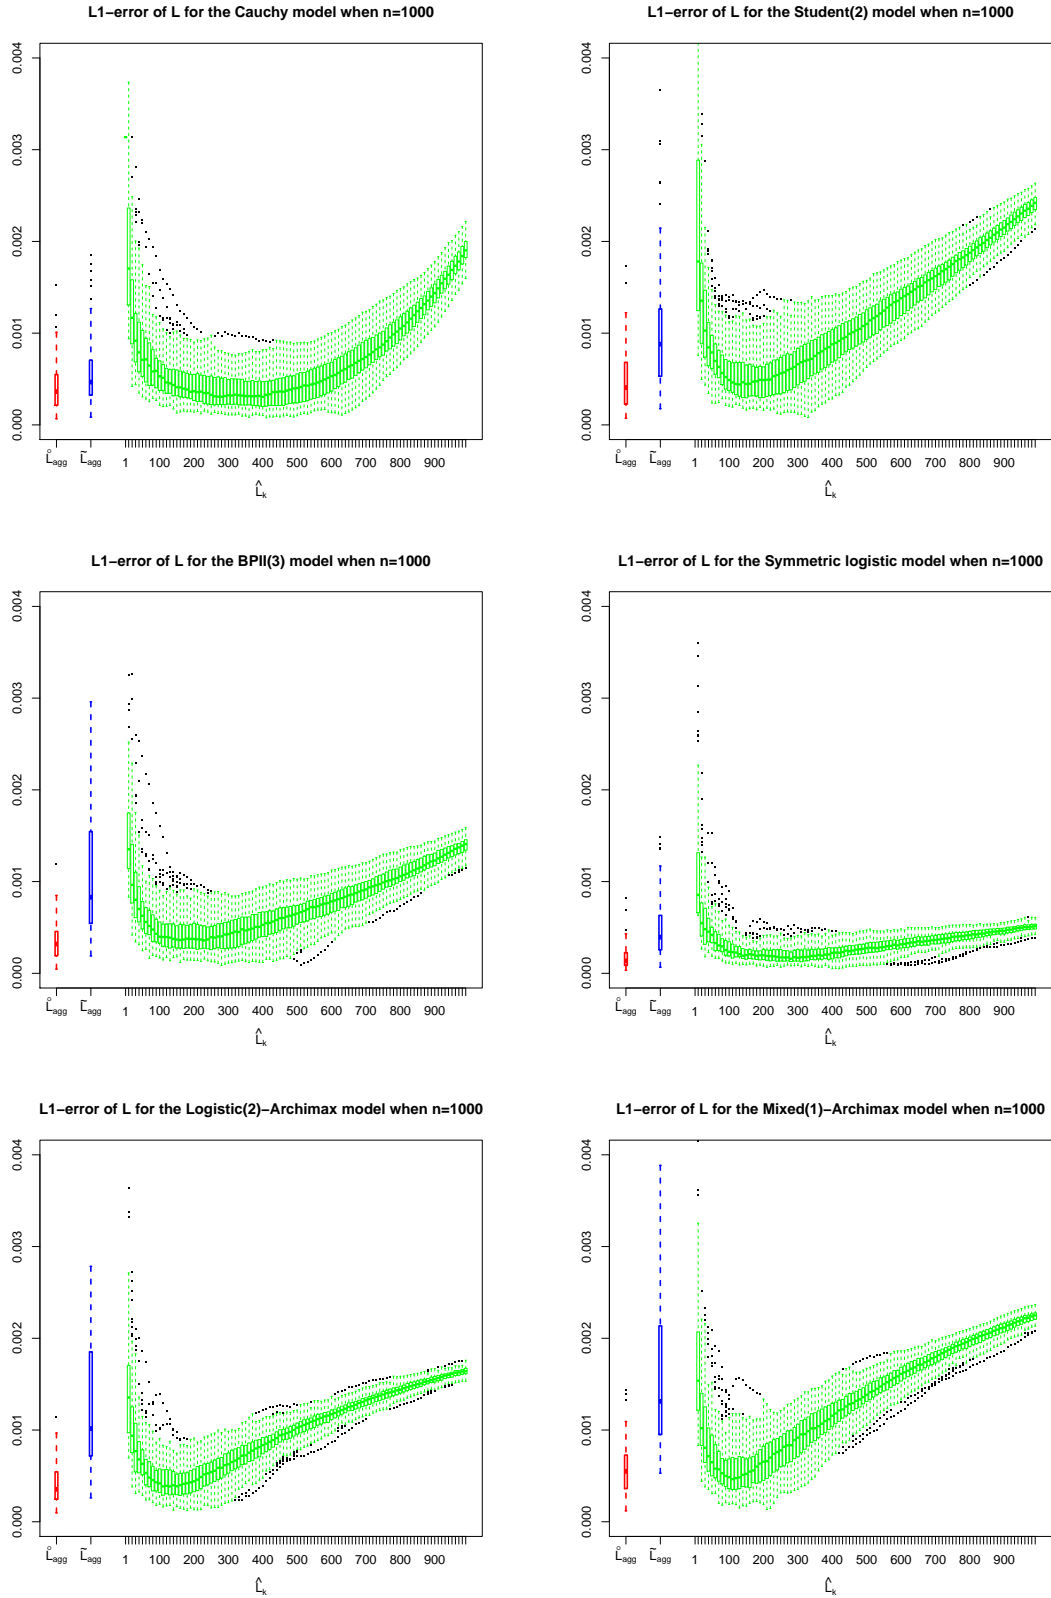 L1−error of L for the Cauchy model when n=1000
0.004
0.003
0.002
0.001
0.000
L̊agg L̃agg 1 100 200 300 400 500 600 700 800 900
L̂k
L1−error of L for the Student(2) model when n=1000
0.004
0.003
0.002
0.001
0.000
L̊agg L̃agg 1 100 200 300 400 500 600 700 800 900
L̂k
L1−error of L for the BPII(3) model when n=1000
0.004
0.003
0.002
0.001
0.000
L̊agg L̃agg 1 100 200 300 400 500 600 700 800 900
L̂k
L1−error of L for the Symmetric logistic model when n=1000
0.004
0.003
0.002
0.001
0.000
L̊agg L̃agg 1 100 200 300 400 500 600 700 800 900
L̂k
L1−error of L for the Logistic(2)−Archimax model when n=1000
0.004
0.003
0.002
0.001
0.000
L̊agg L̃agg 1 100 200 300 400 500 600 700 800 900
L̂k
L1−error of L for the Mixed(1)−Archimax model when n=1000
0.004
0.003
0.002
0.001
0.000
L̊agg L̃agg 1 100 200 300 400 500 600 700 800 900
L̂k